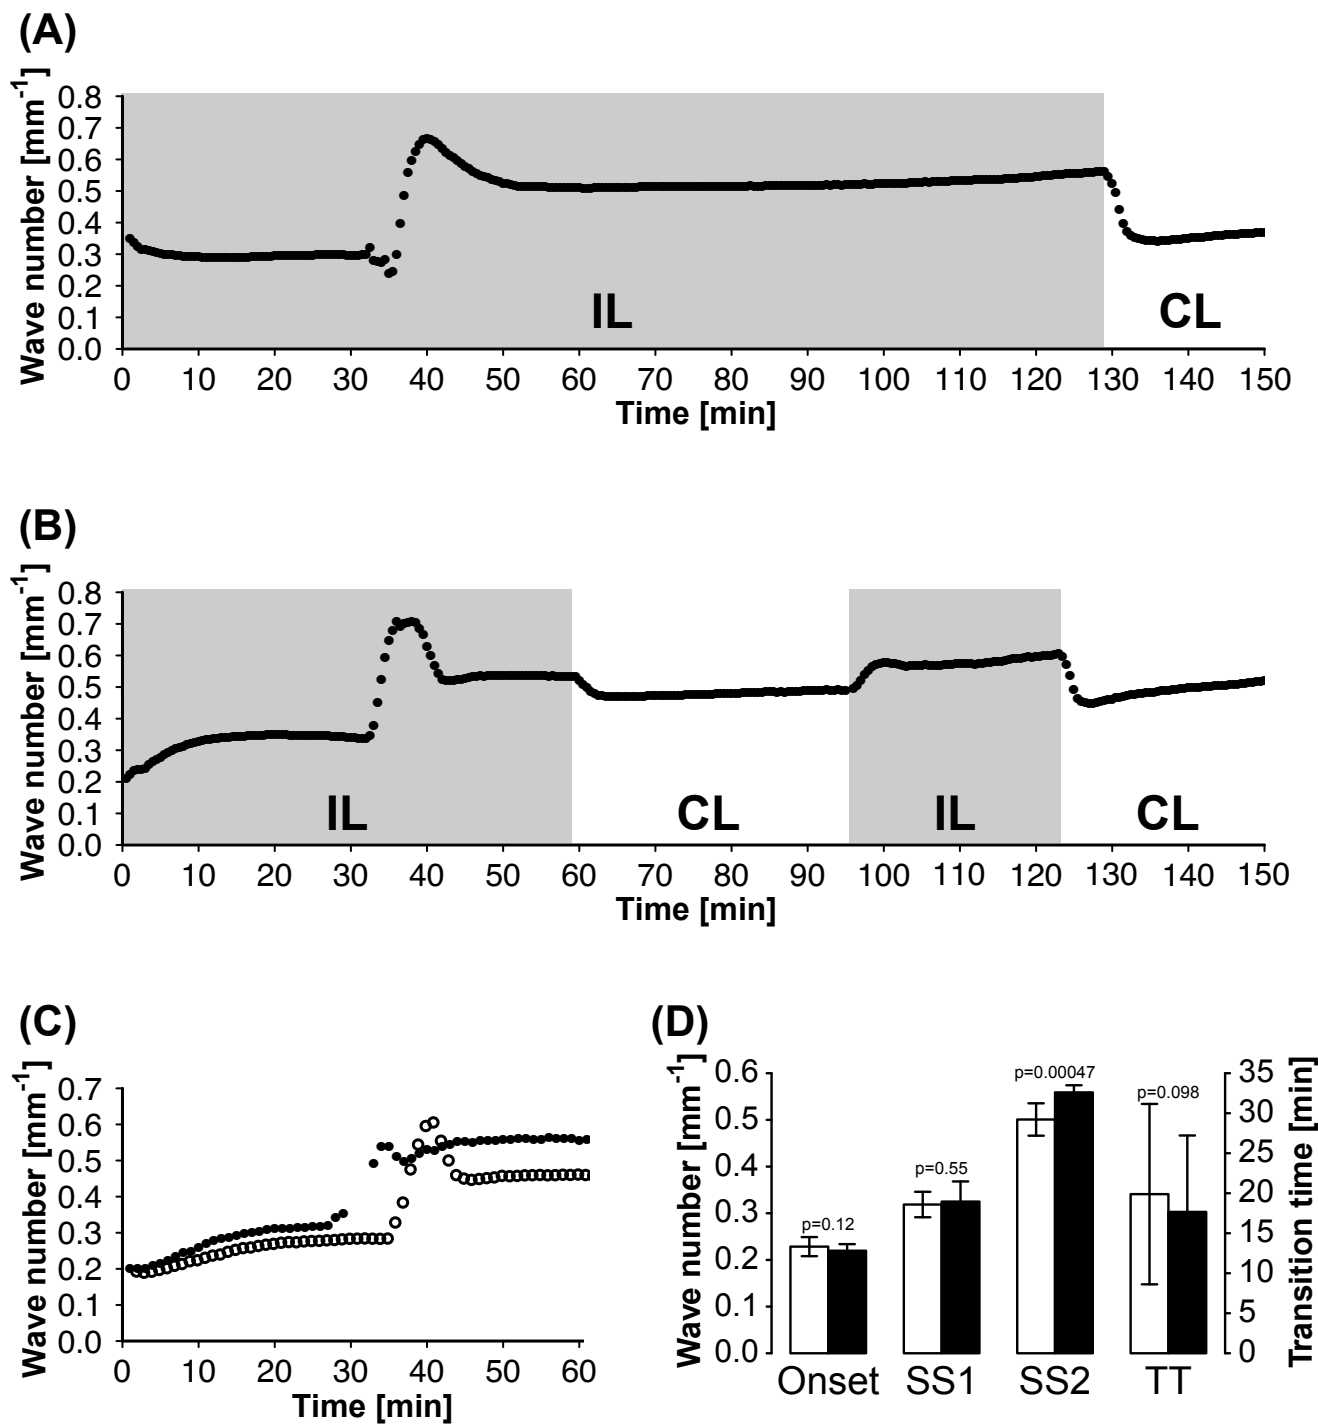 (A)
Wave number [mm-1]
0.8
0.7
0.6
0.5
0.4
0.3
0.2
0.1
0.0
IL
CL
0 10 20 30 40 50 60 70 80 90 100 110 120 130 140 150
Time [min]
(B)
Wave number [mm-1]
0.8
0.7
0.6
0.5
0.4
0.3
0.2
0.1
0.0
IL CL IL CL
0 10 20 30 40 50 60 70 80 90 100 110 120 130 140 150
Time [min]
(C)
Wave number [mm-1]
0.7
0.6
0.5
0.4
0.3
0.2
0.1
0.0
0 10 20 30 40 50 60
Time [min]
(D)
Wave number [mm-1]
0.6
0.5
0.4
0.3
0.2
0.1
0.0
p=0.12
p=0.55
p=0.00047
p=0.098
Onset SS1 SS2 TT
35
30
25
20
15
10
5
0
Transition time [min]